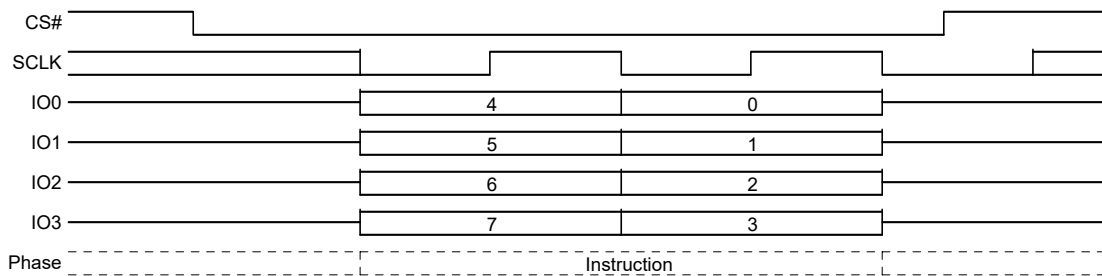 CS#
SCLK
IO0 4 0
IO1 5 1
IO2 6 2
IO3 7 3
Phase Instruction